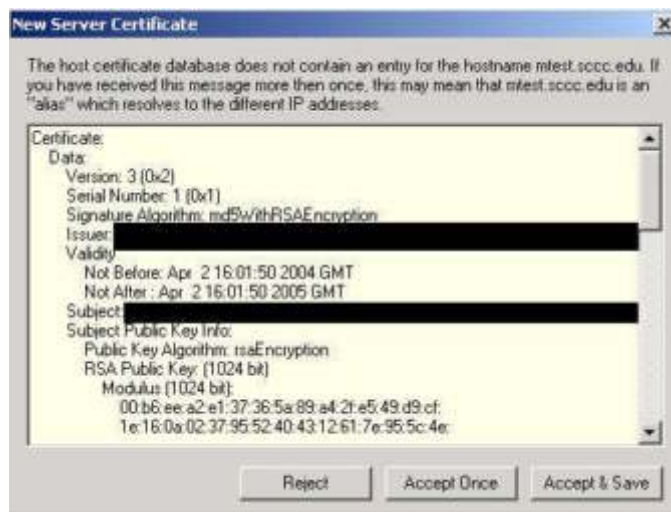 New Server Certificate
The host certificate database does not contain an entry for the hostname mtest.sccc.edu. If
you have received this message more then once, this may mean that mtest.sccc.edu is an
"alias" which resolves to the different IP addresses.
Certificate:
Data:
Version: 3 (0x2)
Serial Number: 1 (0x1)
Signature Algorithm: md5WithRSAEncryption
Issuer:
Validity
Not Before: Apr 2 16:01:50 2004 GMT
Not After : Apr 2 16:01:50 2005 GMT
Subject:
Subject Public Key Info:
Public Key Algorithm: rsaEncryption
RSA Public Key: (1024 bit)
Modulus (1024 bit):
00:b6:ee:a2:e1:37:36:5a:89:a4:2f:e5:49:d9:cf:
1e:16:0a:02:37:95:52:40:43:12:61:7e:95:5c:4e:
Reject Accept Once Accept & Save